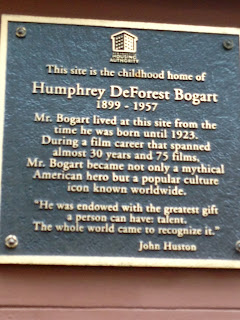 HOUSING
AUTHORITY
This site is the childhood home of
Humphrey DeForest Bogart
1899 - 1957
Mr. Bogart lived at this site from the
time he was born until 1923.
During a film career that spanned
almost 30 years and 75 films,
Mr. Bogart became not only a mythical
American hero but a popular culture
icon known worldwide.
"He was endowed with the greatest gift
a person can have: talent.
The whole world came to recognize it."
John Huston